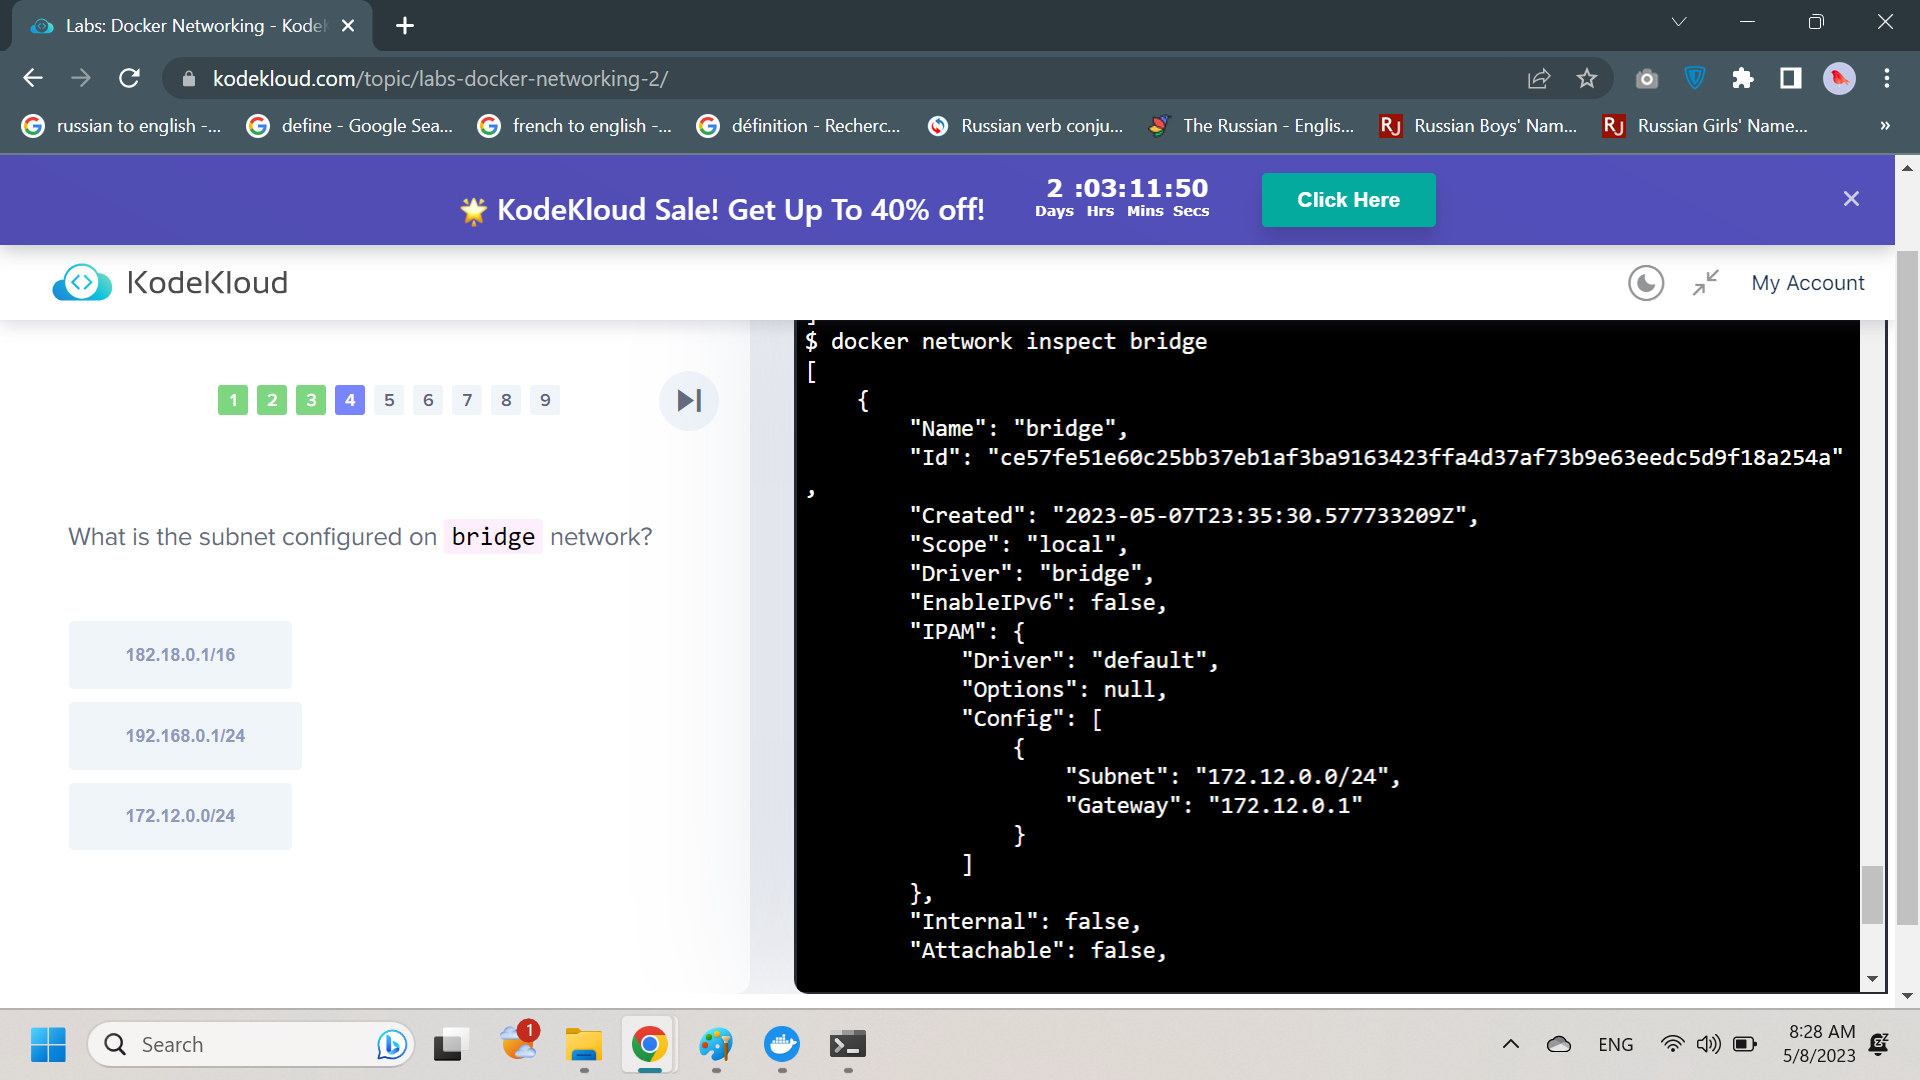 Labs: Docker Networking - Kode
kodekloud.com/topic/labs-docker-networking-2/
russian to english -...
define - Google Sea...
french to english -...
définition - Recherc...
Russian verb conju...
The Russian - Englis...
RJ Russian Boys' Nam...
RJ Russian Girls' Name...
»
KodeKloud Sale! Get Up To 40% off!
2 :03:11:50
Days Hrs Mins Secs
Click Here
KodeKloud
My Account
1 2 3 4 5 6 7 8 9
What is the subnet configured on bridge network?
182.18.0.1/16
192.168.0.1/24
172.12.0.0/24
$ docker network inspect bridge
[
{
"Name": "bridge",
"Id": "ce57fe51e60c25bb37eb1af3ba9163423ffa4d37af73b9e63eedc5d9f18a254a"
,
"Created": "2023-05-07T23:35:30.577733209Z",
"Scope": "local",
"Driver": "bridge",
"EnableIPv6": false,
"IPAM": {
"Driver": "default",
"Options": null,
"Config": [
{
"Subnet": "172.12.0.0/24",
"Gateway": "172.12.0.1"
}
]
},
"Internal": false,
"Attachable": false,
Search
1
ENG
8:28 AM
5/8/2023